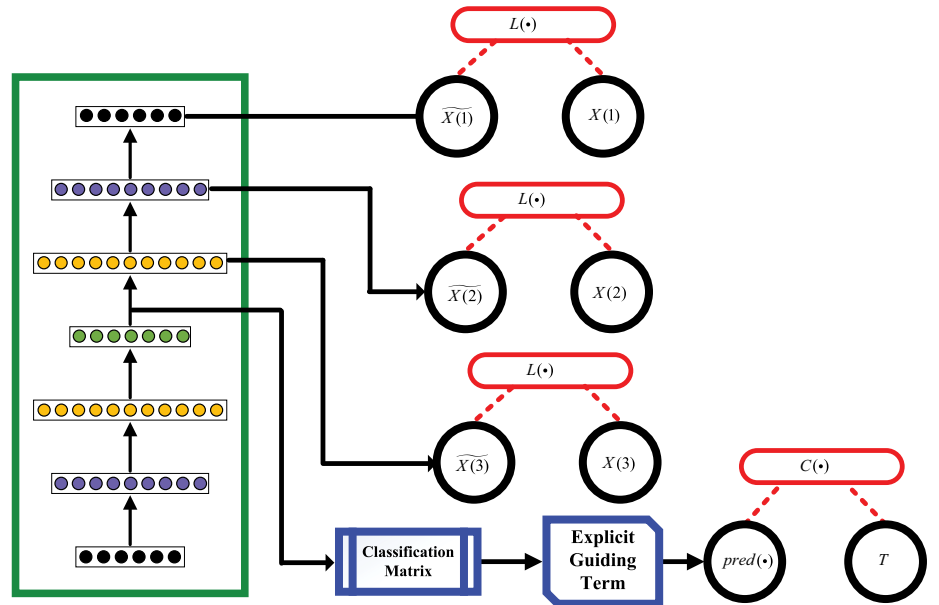 L(•)
X(1)
X(1)
L(•)
X(2)
X(2)
L(•)
X(3)
X(3)
C(•)
Classification
Matrix
Explicit
Guiding
Term
pred(•)
T